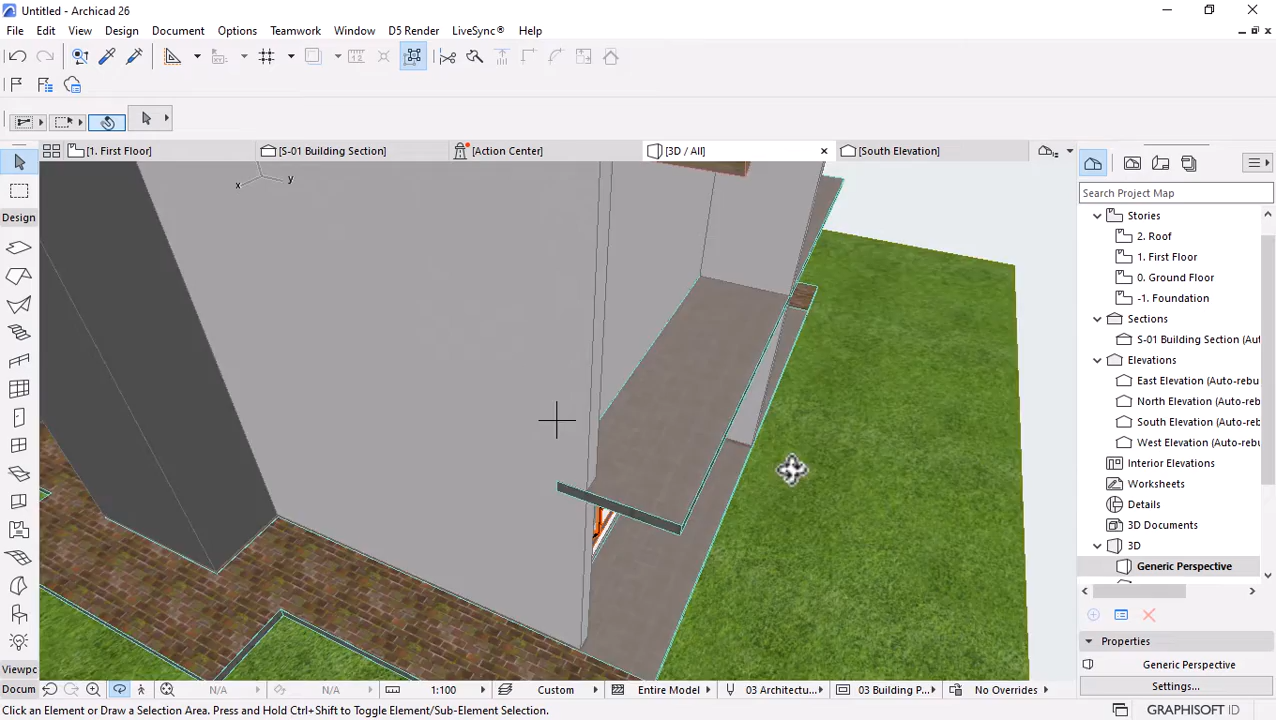 Untitled - Archicad 26
File Edit View Design Document Options Teamwork Window D5 Render LiveSync® Help
[1. First Floor] [S-01 Building Section] [Action Center] [3D / All] [South Elevation]
x y
Design
Search Project Map
Stories
2. Roof
1. First Floor
0. Ground Floor
-1. Foundation
Sections
S-01 Building Section (Aut
Elevations
East Elevation (Auto-rebu
North Elevation (Auto-reb
South Elevation (Auto-reb
West Elevation (Auto-reb
Interior Elevations
Worksheets
Details
3D Documents
3D
Generic Perspective
Properties
Generic Perspective
Settings...
Viewpc
Docum
N/A N/A 1:100 Custom Entire Model 03 Architectu... 03 Building P... No Overrides
Click an Element or Draw a Selection Area. Press and Hold Ctrl+Shift to Toggle Element/Sub-Element Selection.
GRAPHISOFT ID